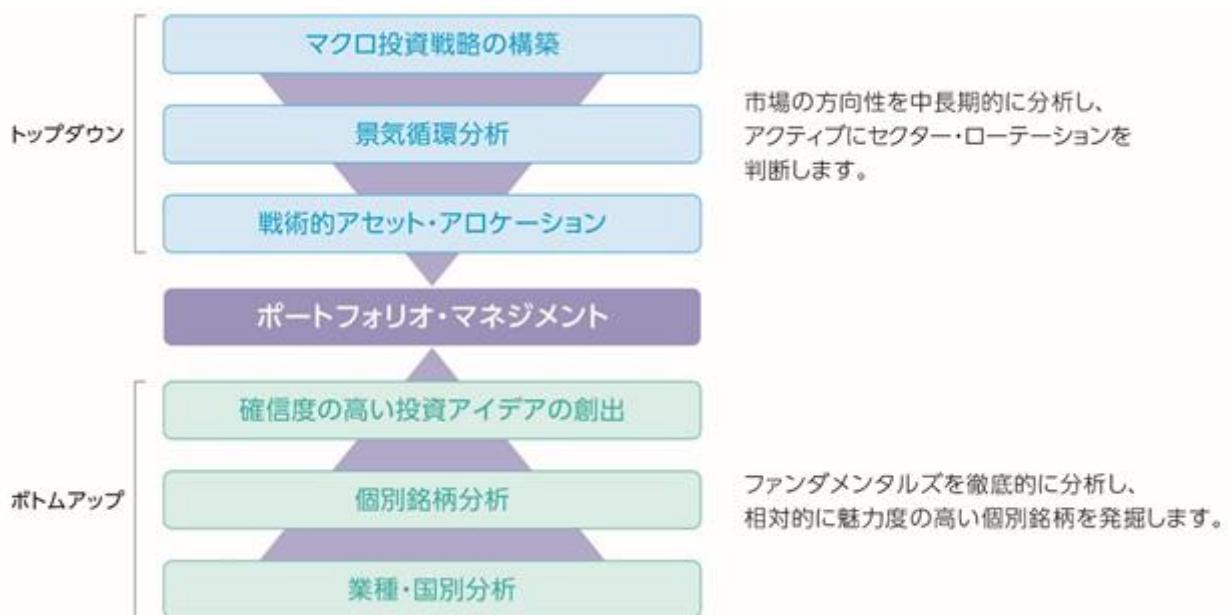 マクロ投資戦略の構築
トップダウン
景気循環分析
戦術的アセット・アロケーション
市場の方向性を中長期的に分析し、
アクティブにセクター・ローテーションを
判断します。
ポートフォリオ・マネジメント
確信度の高い投資アイデアの創出
ボトムアップ
個別銘柄分析
業種・国別分析
ファンダメンタルズを徹底的に分析し、
相対的に魅力度の高い個別銘柄を発掘します。